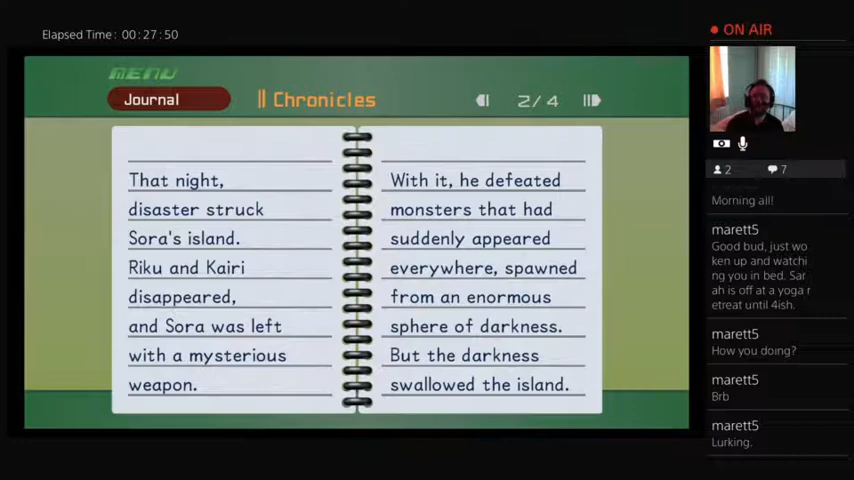 Elapsed Time : 00:27:50
ON AIR
MENU
Journal
Chronicles
2/4
That night,
disaster struck
Sora's island.
Riku and Kairi
disappeared,
and Sora was left
with a mysterious
weapon.
With it, he defeated
monsters that had
suddenly appeared
everywhere, spawned
from an enormous
sphere of darkness.
But the darkness
swallowed the island.
2
7
Morning all!
marett5
Good bud, just wo
ken up and watchi
ng you in bed. Sar
ah is off at a yoga r
etreat until 4ish.
marett5
How you doing?
marett5
Brb
marett5
Lurking.